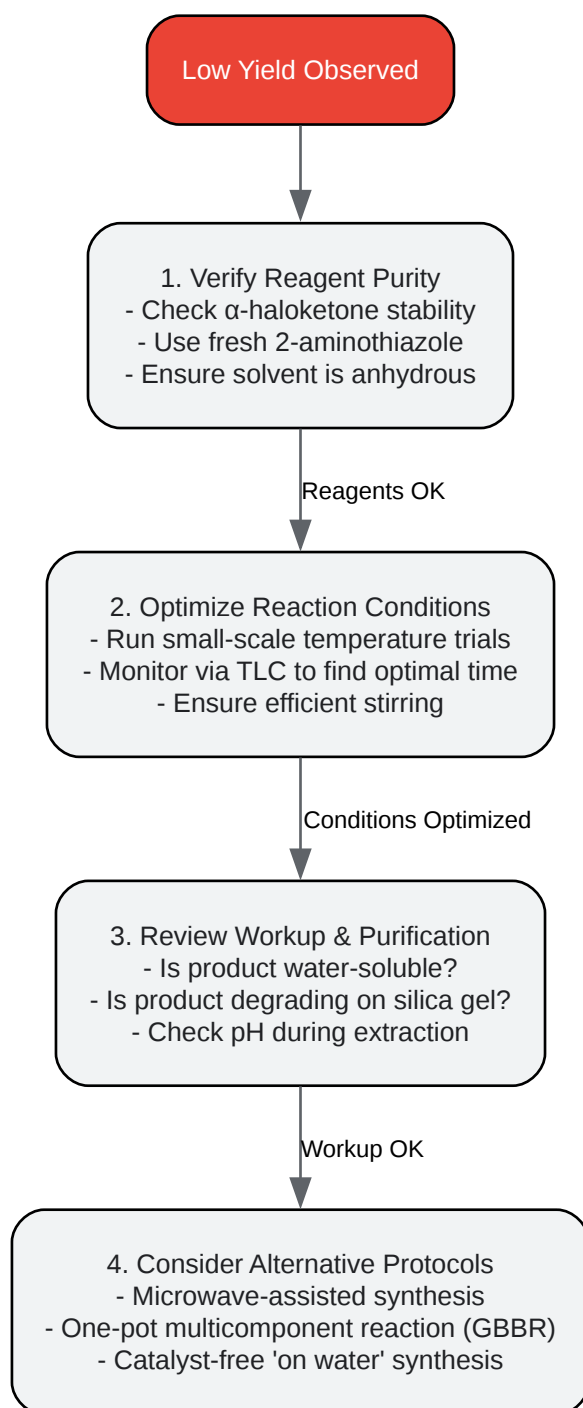 Low Yield Observed
1. Verify Reagent Purity
- Check α-haloketone stability
- Use fresh 2-aminothiazole
- Ensure solvent is anhydrous
Reagents OK
2. Optimize Reaction Conditions
- Run small-scale temperature trials
- Monitor via TLC to find optimal time
- Ensure efficient stirring
Conditions Optimized
3. Review Workup & Purification
- Is product water-soluble?
- Is product degrading on silica gel?
- Check pH during extraction
Workup OK
4. Consider Alternative Protocols
- Microwave-assisted synthesis
- One-pot multicomponent reaction (GBBR)
- Catalyst-free 'on water' synthesis